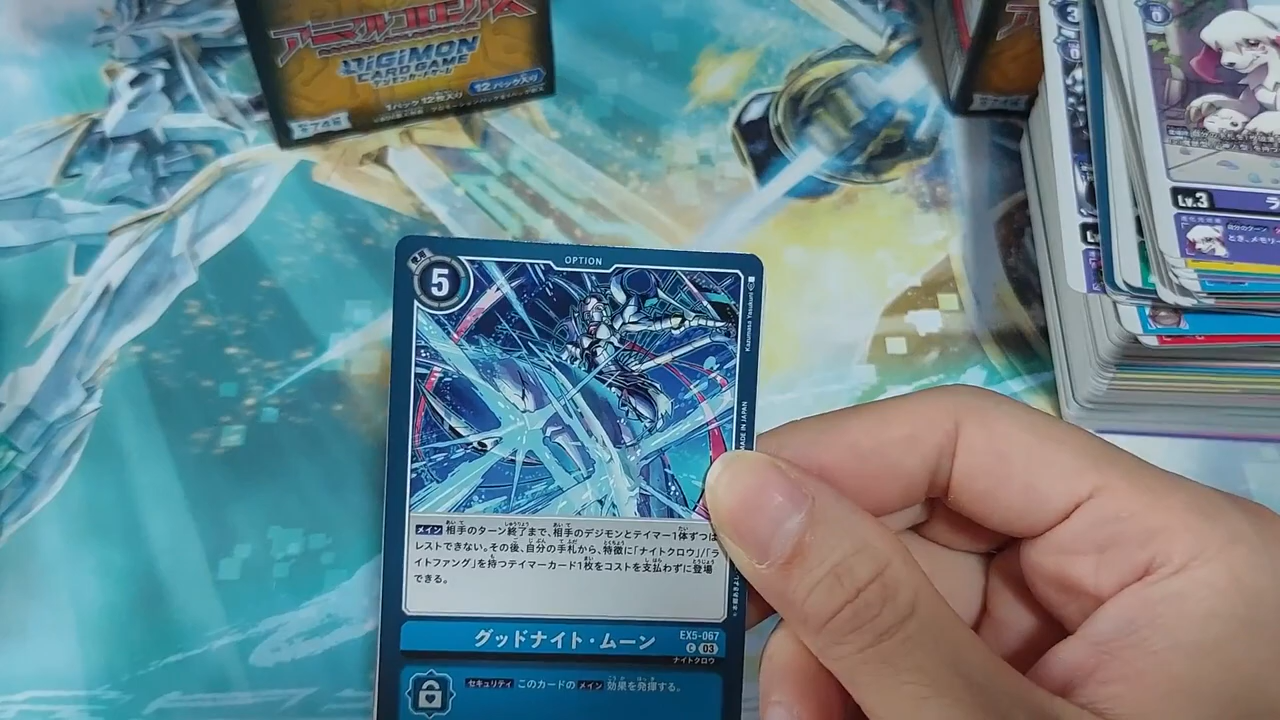 アニマルコロシアム
DIGIMON
CARD GAME
1パック12枚入り
12パック入り
Lv.3
OPTION
5
Kazumasa Yasukuni
MADE IN JAPAN
メイン 相手のターン終了まで、相手のデジモンとテイマー1体ずつは
レストできない。その後、自分の手札から、特徴に「ナイトクロウ」/「ラ
イトファング」を持つテイマーカード1枚をコストを支払わずに登場
できる。
グッドナイト・ムーン
EX5-067
C 03
ナイトクロウ
セキュリティ このカードの メイン 効果を発揮する。